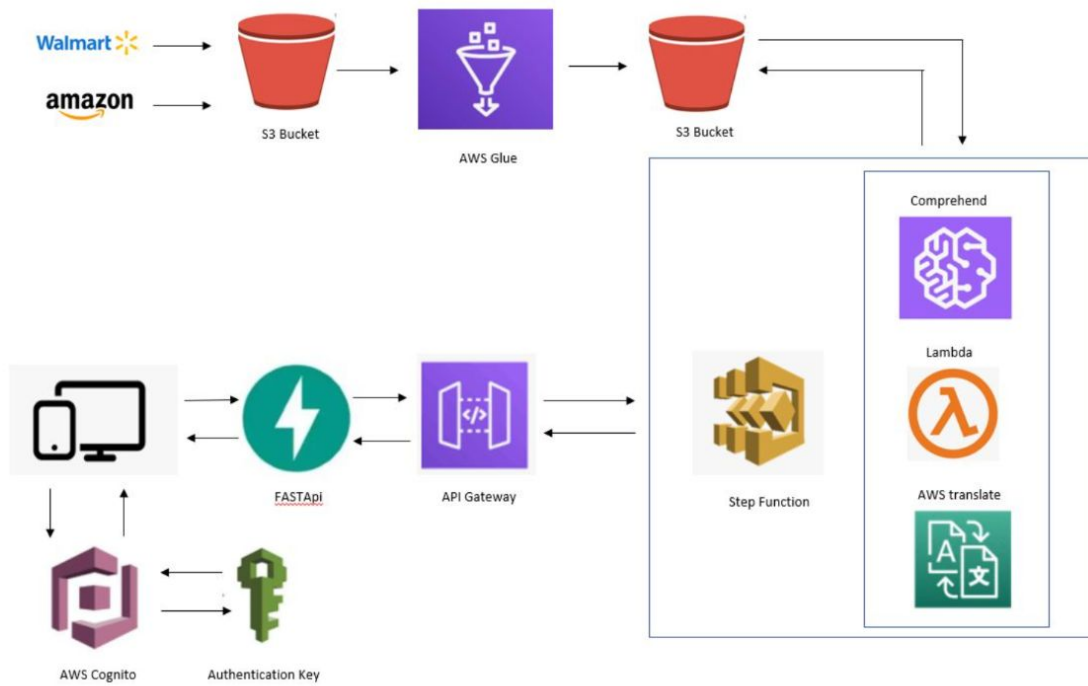 Walmart
amazon
S3 Bucket
AWS Glue
S3 Bucket
Comprehend
Lambda
AWS translate
A
文
</>
Step Function
FASTApi
API Gateway
AWS Cognito
Authentication Key